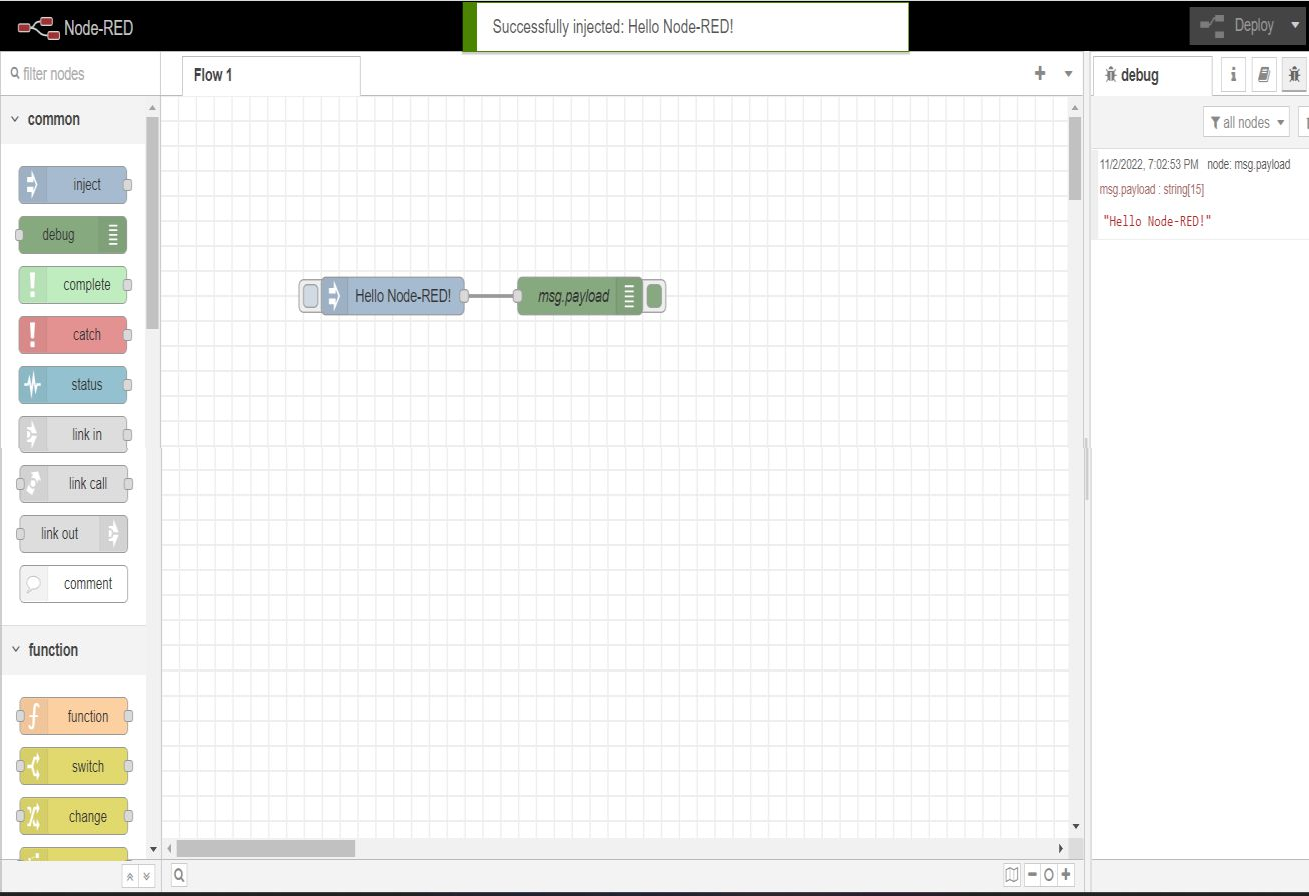 Node-RED
Successfully injected: Hello Node-RED!
Deploy
filter nodes
Flow 1
debug
common
all nodes
inject
debug
complete
catch
status
link in
link call
link out
comment
function
function
switch
change
Hello Node-RED!
msg.payload
11/2/2022, 7:02:53 PM node: msg.payload
msg.payload : string[15]
"Hello Node-RED!"